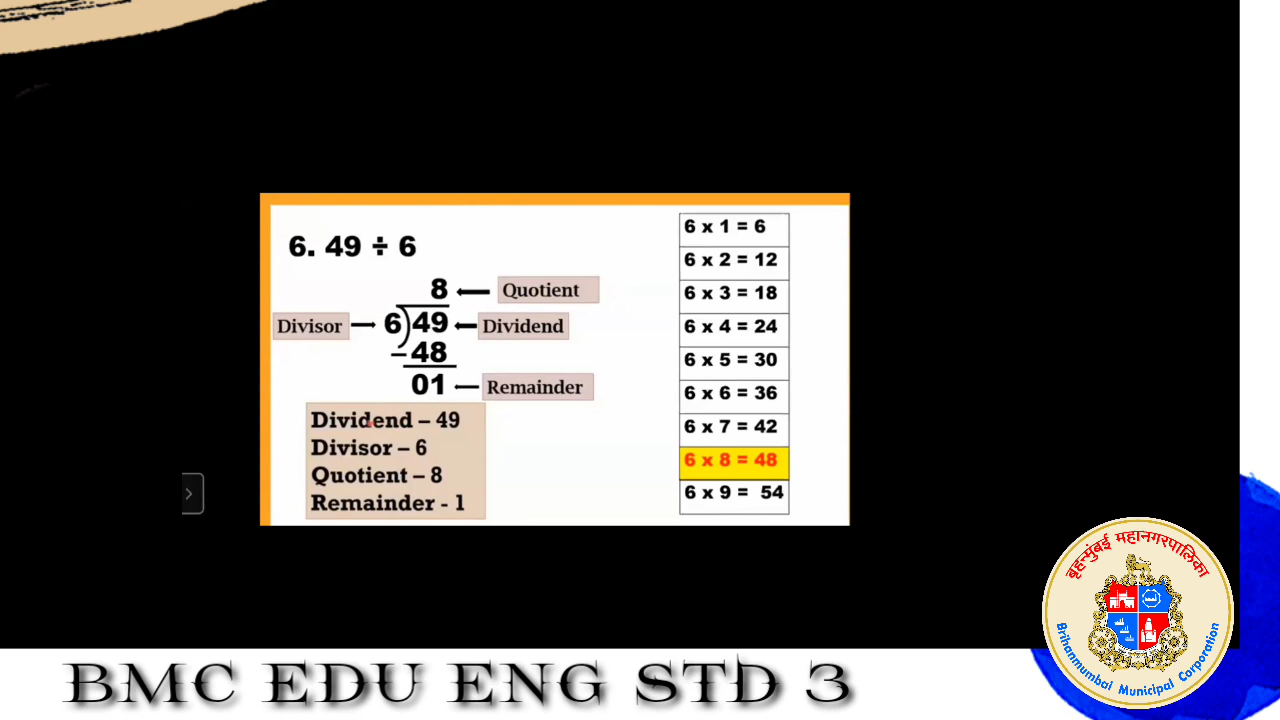 6. 49 ÷ 6
8 Quotient
Divisor 6)49 Dividend
–48
01 Remainder
Dividend – 49
Divisor – 6
Quotient – 8
Remainder - 1
6 x 1 = 6
6 x 2 = 12
6 x 3 = 18
6 x 4 = 24
6 x 5 = 30
6 x 6 = 36
6 x 7 = 42
6 x 8 = 48
6 x 9 = 54
बृहन्मुंबई महानगरपालिका
Brihanmumbai Municipal Corporation
BMC EDU ENG STD 3